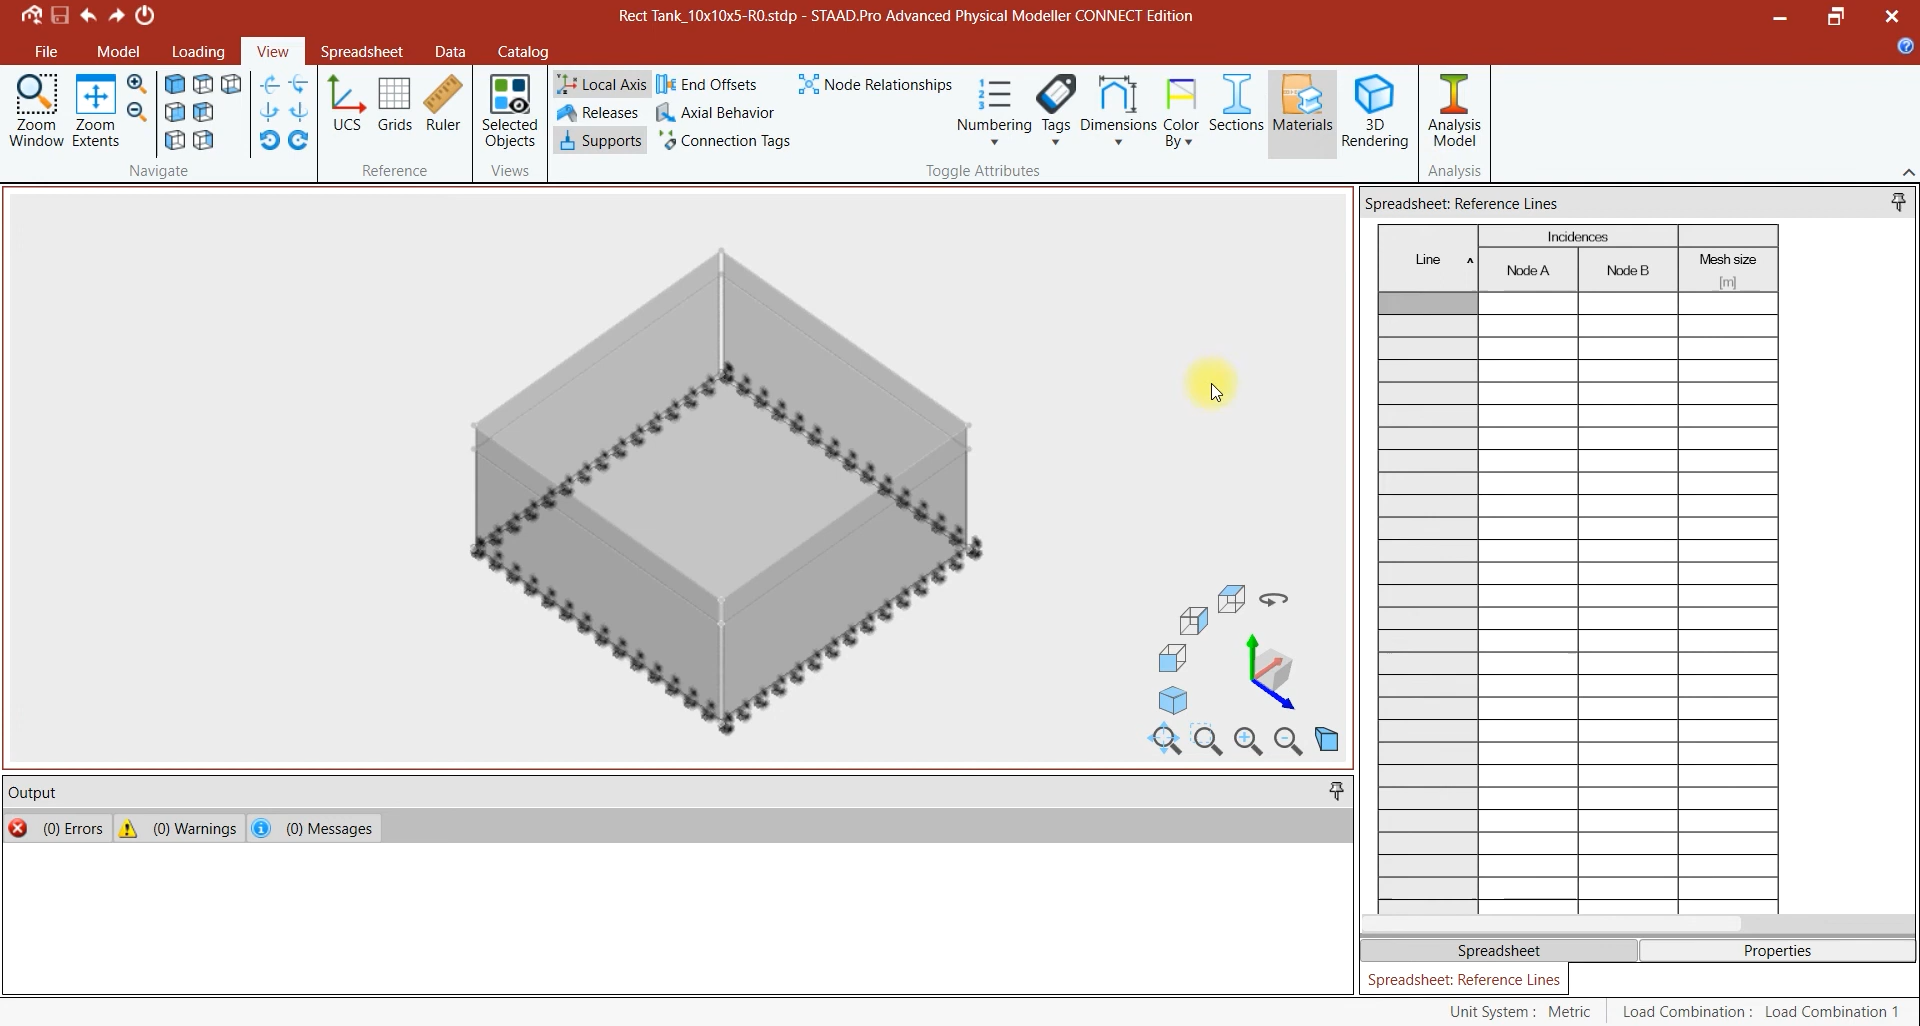 Rect Tank_10x10x5-R0.stdp - STAAD.Pro Advanced Physical Modeller CONNECT Edition
File Model Loading View Spreadsheet Data Catalog
Zoom Window
Zoom Extents
Navigate
UCS
Grids
Ruler
Reference
Selected Objects
Views
Local Axis
Releases
Supports
End Offsets
Axial Behavior
Connection Tags
Node Relationships
Numbering
Tags
Dimensions
Color By
Sections
Materials
3D Rendering
Toggle Attributes
Analysis Model
Analysis
Spreadsheet: Reference Lines
Incidences
Line
Node A
Node B
Mesh size
[m]
Output
(0) Errors
(0) Warnings
(0) Messages
Spreadsheet
Properties
Spreadsheet: Reference Lines
Unit System : Metric
Load Combination : Load Combination 1